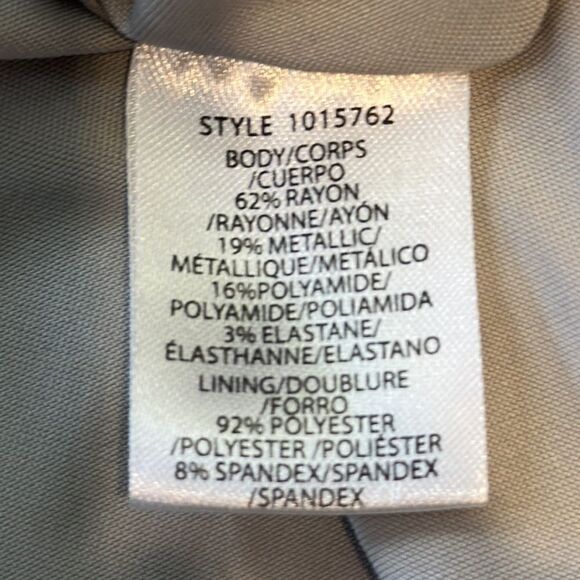 STYLE 1015762
BODY/CORPS
/CUERPO
62% RAYON
/RAYONNE/AYÓN
19% METALLIC/
MÉTALLIQUE/METÁLICO
16%POLYAMIDE/
POLYAMIDE/POLIAMIDA
3% ELASTANE/
ÉLASTHANNE/ELASTANO
LINING/DOUBLURE
/FORRO
92% POLYESTER
/POLYESTER /POLIÉSTER
8% SPANDEX/SPANDEX
/SPANDEX